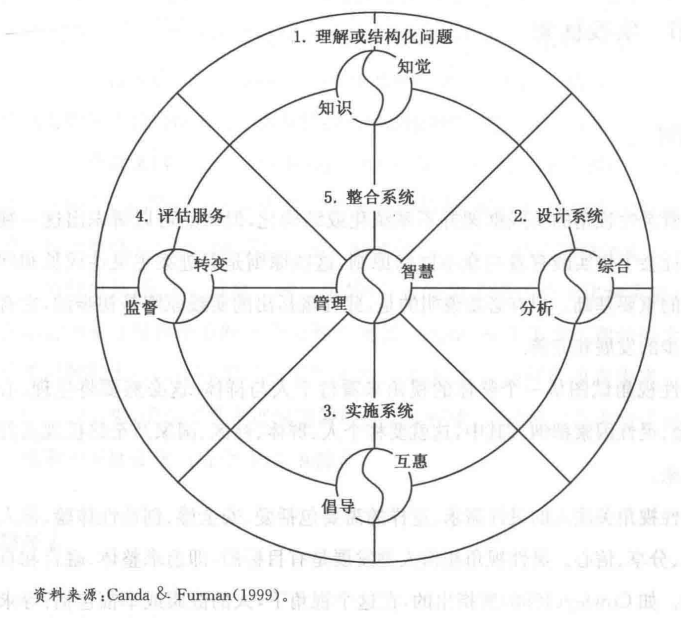 1. 理解或结构化问题
知觉
知识
5. 整合系统
4. 评估服务
2. 设计系统
转变
智慧
综合
监督
管理
分析
3. 实施系统
互惠
倡导
资料来源:Canda & Furman(1999)。